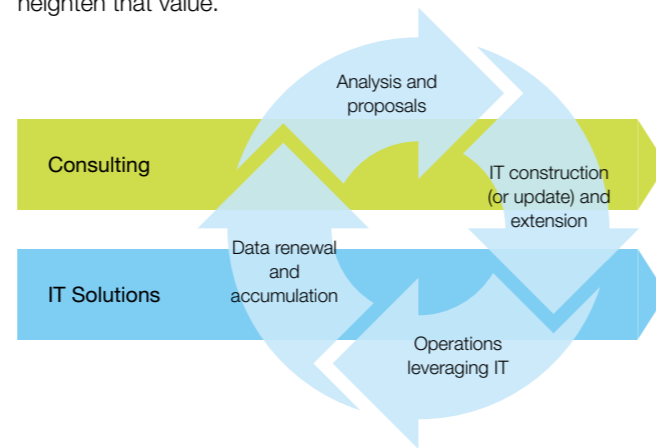 heighten that value.
Analysis and
proposals
Consulting
IT construction
(or update) and
extension
Data renewal
and
accumulation
IT Solutions
Operations
leveraging IT